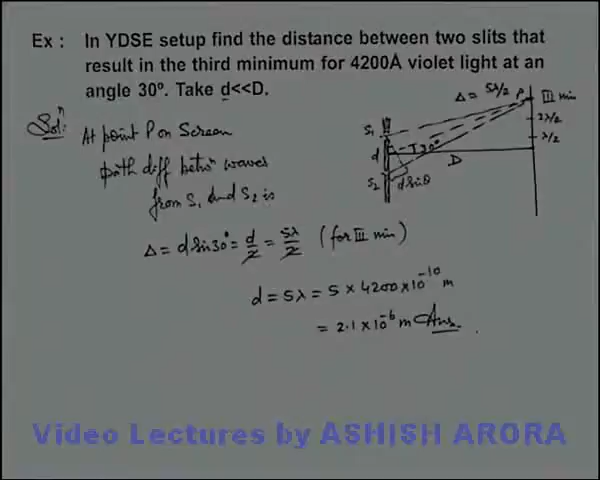 Ex : In YDSE setup find the distance between two slits that
result in the third minimum for 4200Å violet light at an
angle 30º. Take d<<D.
Solⁿ:
At point P on Screen
path diff betwⁿ waves
from S₁ and S₂ is
Δ = d sin30° = d/2 = 5λ/2 (for III min)
d = 5λ = 5 × 4200 × 10⁻¹⁰ m
= 2.1 × 10⁻⁶ m Ans.
Δ = 5λ/2 P III min
3λ/2
λ/2
S₁
d
30°
D
S₂
d sinθ
Video Lectures by ASHISH ARORA